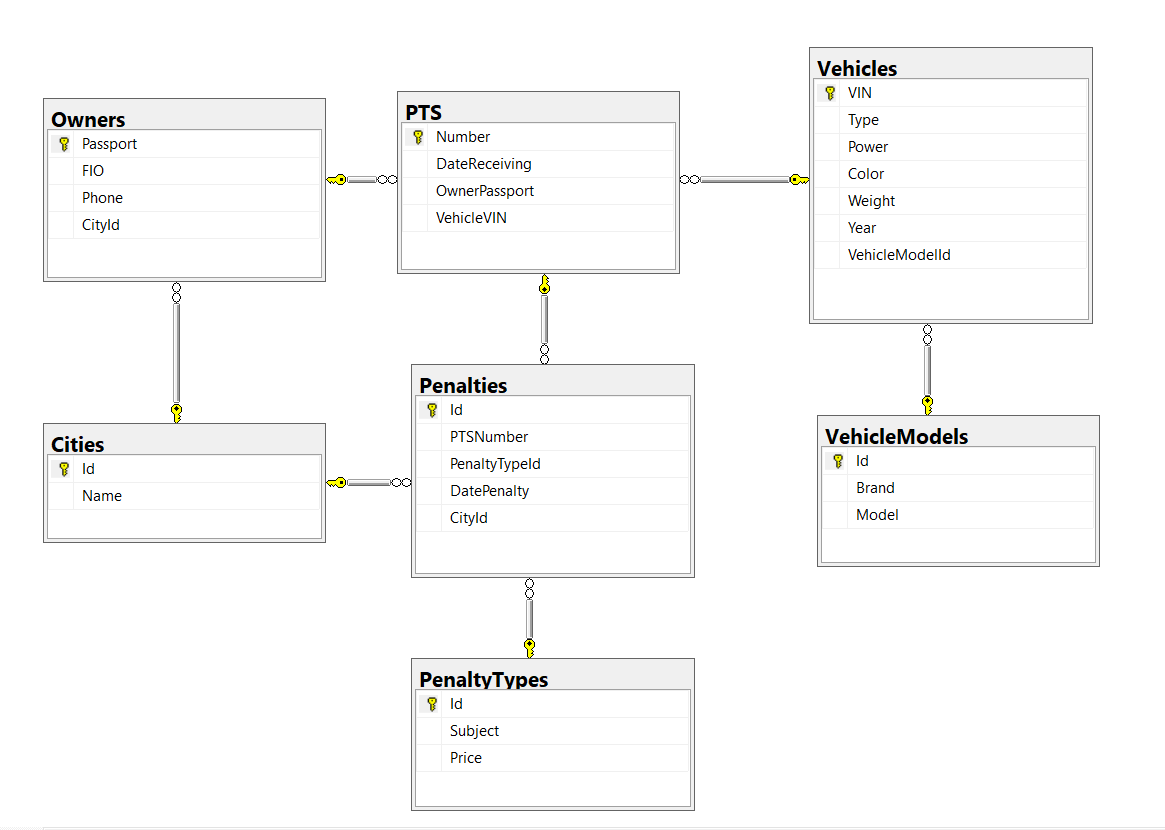 Owners
Passport
FIO
Phone
CityId
PTS
Number
DateReceiving
OwnerPassport
VehicleVIN
Vehicles
VIN
Type
Power
Color
Weight
Year
VehicleModelId
Cities
Id
Name
Penalties
Id
PTSNumber
PenaltyTypeId
DatePenalty
CityId
VehicleModels
Id
Brand
Model
PenaltyTypes
Id
Subject
Price